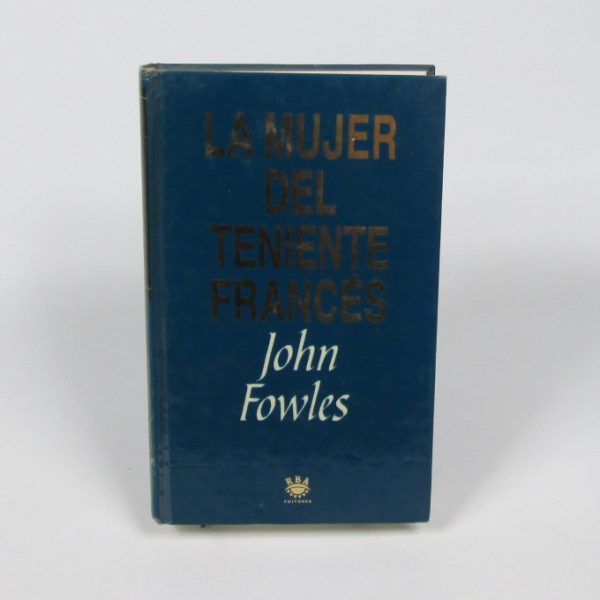 LA MUJER
DEL
TENIENTE
FRANCÉS
John
Fowles
RBA
EDITORES